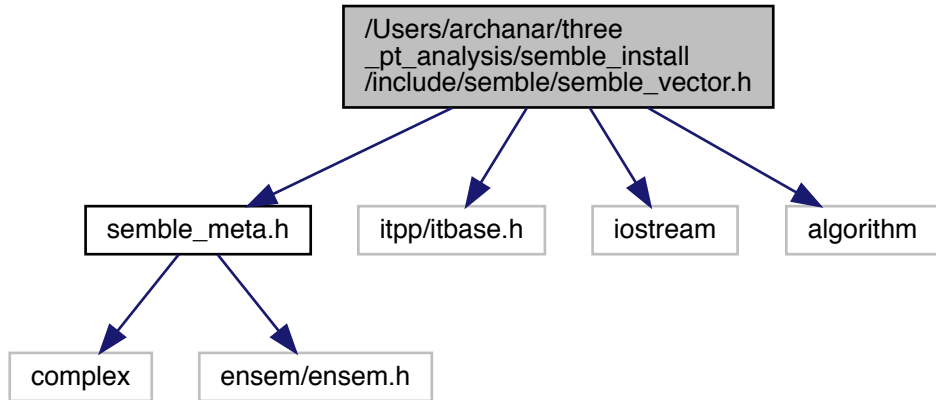 /Users/archanar/three
_pt_analysis/semble_install
/include/semble/semble_vector.h
semble_meta.h
itpp/itbase.h
iostream
algorithm
complex
ensem/ensem.h